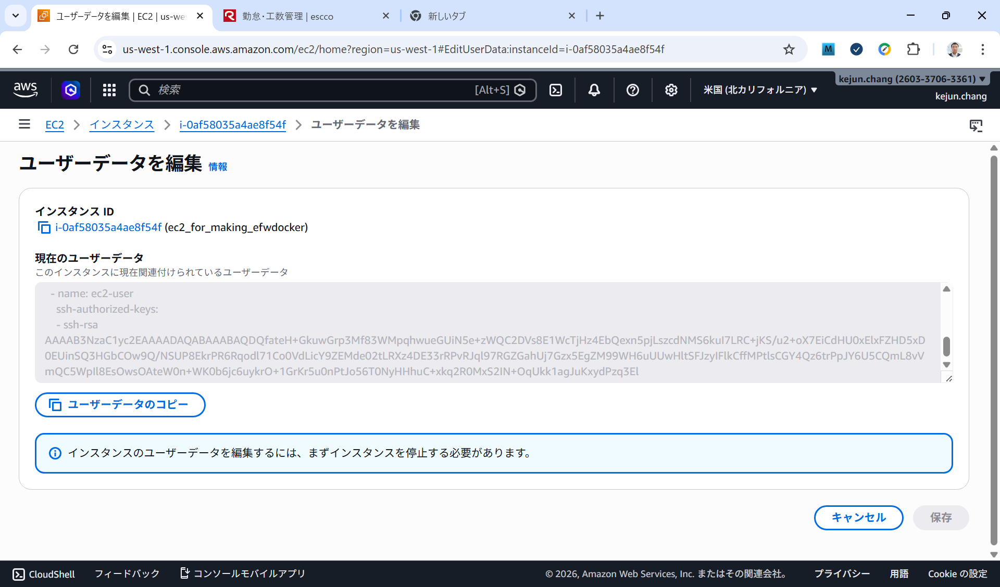 ユーザーデータを編集 | EC2 | us-we
勤怠・工数管理 | escco
新しいタブ
us-west-1.console.aws.amazon.com/ec2/home?region=us-west-1#EditUserData:instanceId=i-0af58035a4ae8f54f
aws
検索
[Alt+S]
米国 (北カリフォルニア) ▼
kejun.chang (2603-3706-3361) ▼
kejun.chang
EC2 > インスタンス > i-0af58035a4ae8f54f > ユーザーデータを編集
ユーザーデータを編集 情報
インスタンス ID
i-0af58035a4ae8f54f (ec2_for_making_efwdocker)
現在のユーザーデータ
このインスタンスに現在関連付けられているユーザーデータ
- name: ec2-user
ssh-authorized-keys:
- ssh-rsa
AAAAB3NzaC1yc2EAAAADAQABAAABAQDQfateH+GkuwGrp3Mf83WMpqhwueGUiN5e+zWQC2DVs8E1WcTjHz4EbQexn5pjLszcdNMS6kuI7LRC+jKS/u2+oX7EiCdHU0xElxFZHD5xD
0EUinSQ3HGbCOw9Q/NSUP8EkrPR6Rqodl71Co0VdLicY9ZEMde02tLRXz4DE33rRPvRJql97RGZGahUj7Gzx5EgZM99WH6uUUwHltSFJzyIFlkCffMPtlsCGY4Qz6trPpJY6U5CQmL8vV
mQC5WpIl8EsOwsOAteW0n+WK0b6jc6uykrO+1GrKr5u0nPtJo56T0NyHHhuC+xkq2R0MxS2IN+OqUkk1agJuKxydPzq3El
ユーザーデータのコピー
インスタンスのユーザーデータを編集するには、まずインスタンスを停止する必要があります。
キャンセル
保存
CloudShell
フィードバック
コンソールモバイルアプリ
© 2026, Amazon Web Services, Inc. またはその関連会社。
プライバシー
用語
Cookie の設定